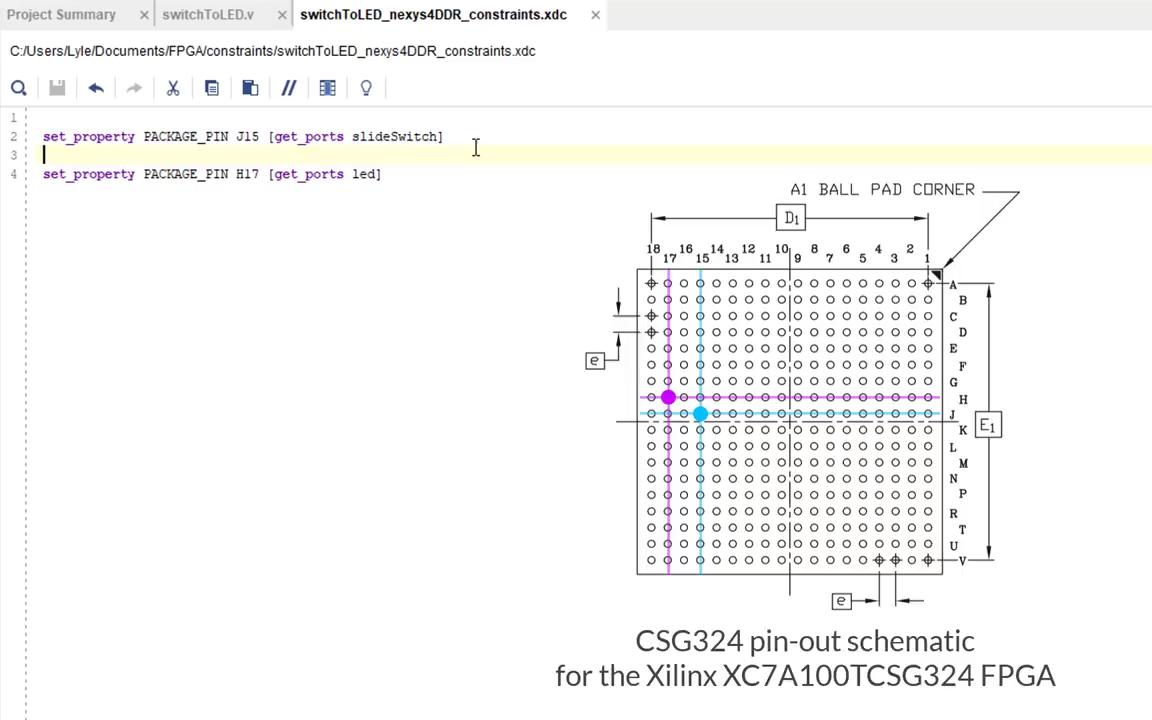 Project Summary
switchToLED.v
switchToLED_nexys4DDR_constraints.xdc
C:/Users/Lyle/Documents/FPGA/constraints/switchToLED_nexys4DDR_constraints.xdc
1
2 set_property PACKAGE_PIN J15 [get_ports slideSwitch]
3
4 set_property PACKAGE_PIN H17 [get_ports led]
A1 BALL PAD CORNER
D1
18 16 14 12 10 8 6 4 2
17 15 13 11 9 7 5 3 1
A
B
C
D
E
F
G
H
J
K
L
M
N
P
R
T
U
V
e
E1
e
CSG324 pin-out schematic
for the Xilinx XC7A100TCSG324 FPGA